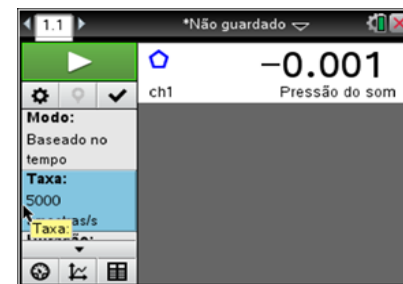 1.1
*Não guardado
-0.001
ch1
Pressão do som
Modo:
Baseado no
tempo
Taxa:
5000
Taxa: